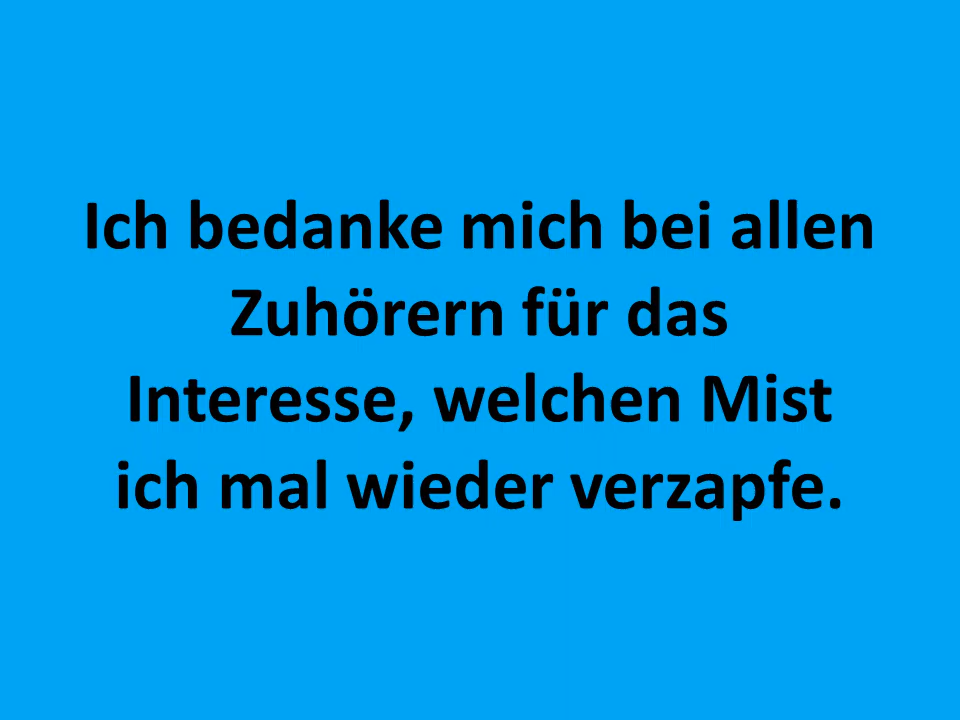 Ich bedanke mich bei allen
Zuhörern für das
Interesse, welchen Mist
ich mal wieder verzapfe.